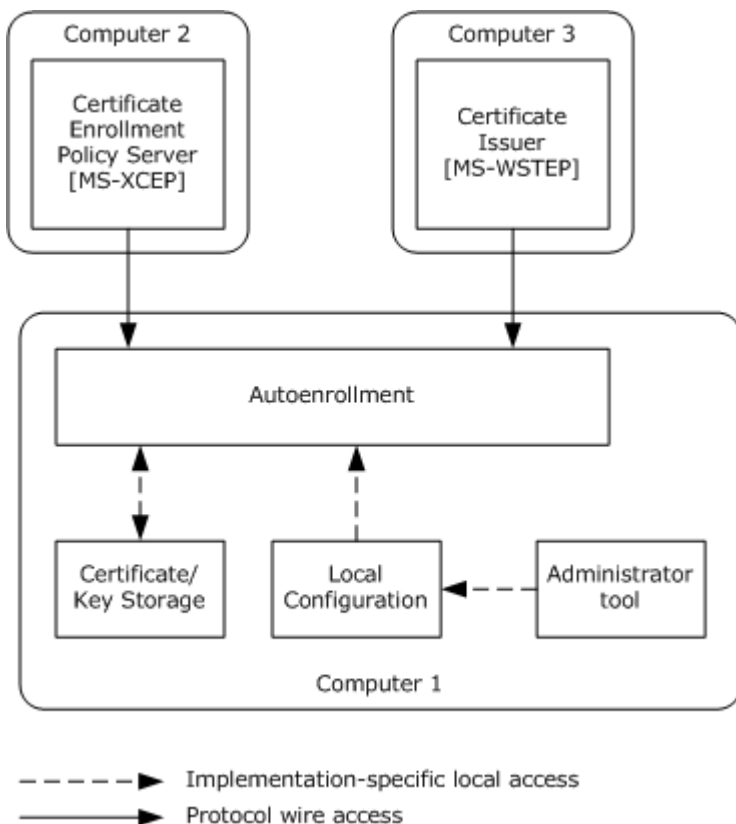 Computer 2
Certificate
Enrollment
Policy Server
[MS-XCEP]
Computer 3
Certificate
Issuer
[MS-WSTEP]
Autoenrollment
Certificate/
Key Storage
Local
Configuration
Administrator
tool
Computer 1
Implementation-specific local access
Protocol wire access